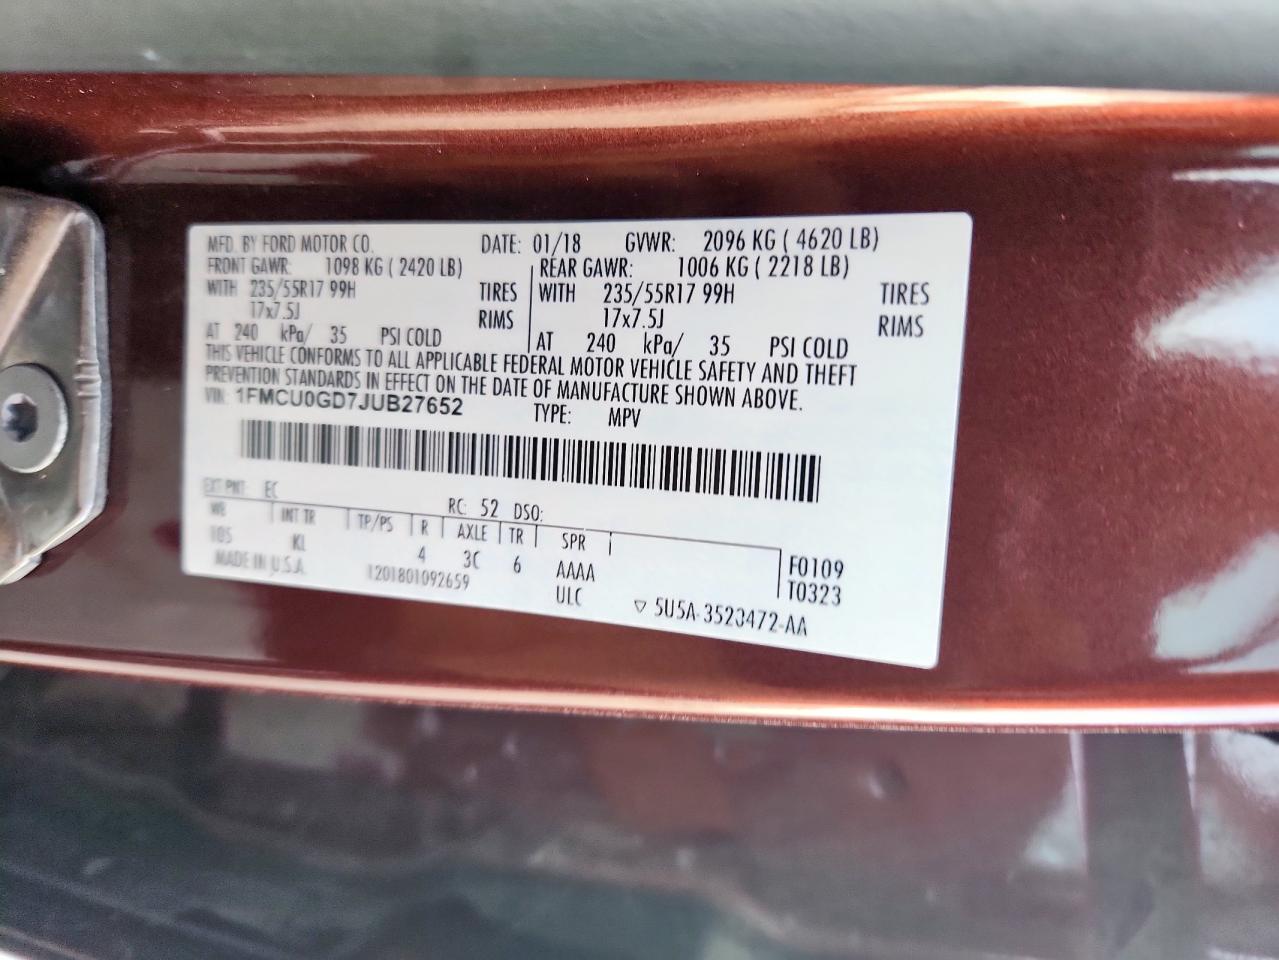 MFD. BY FORD MOTOR CO. DATE: 01/18 GVWR: 2096 KG ( 4620 LB)
FRONT GAWR: 1098 KG ( 2420 LB) REAR GAWR: 1006 KG ( 2218 LB)
WITH 235/55R17 99H TIRES WITH 235/55R17 99H TIRES
17x7.5J RIMS 17x7.5J RIMS
AT 240 kPa/ 35 PSI COLD AT 240 kPa/ 35 PSI COLD
THIS VEHICLE CONFORMS TO ALL APPLICABLE FEDERAL MOTOR VEHICLE SAFETY AND THEFT
PREVENTION STANDARDS IN EFFECT ON THE DATE OF MANUFACTURE SHOWN ABOVE.
VIN: 1FMCU0GD7JUB27652 TYPE: MPV
EXT PNT: EC RC: 52 DSO:
WB INT TR TP/PS R AXLE TR SPR
105 KL 4 3C 6 AAAA F0109
MADE IN U.S.A. 1201801092659 ULC T0323
▽ 5U5A-3520472-AA